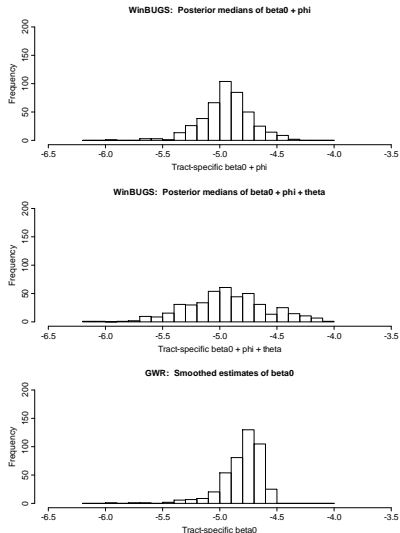 WinBUGS: Posterior medians of beta0 + phi
Frequency
200
150
100
50
0
-6.5 -6.0 -5.5 -5.0 -4.5 -4.0 -3.5
Tract-specific beta0 + phi
WinBUGS: Posterior medians of beta0 + phi + theta
Frequency
200
150
100
50
0
-6.5 -6.0 -5.5 -5.0 -4.5 -4.0 -3.5
Tract-specific beta0 + phi + theta
GWR: Smoothed estimates of beta0
Frequency
200
150
100
50
0
-6.5 -6.0 -5.5 -5.0 -4.5 -4.0 -3.5
Tract-specific beta0